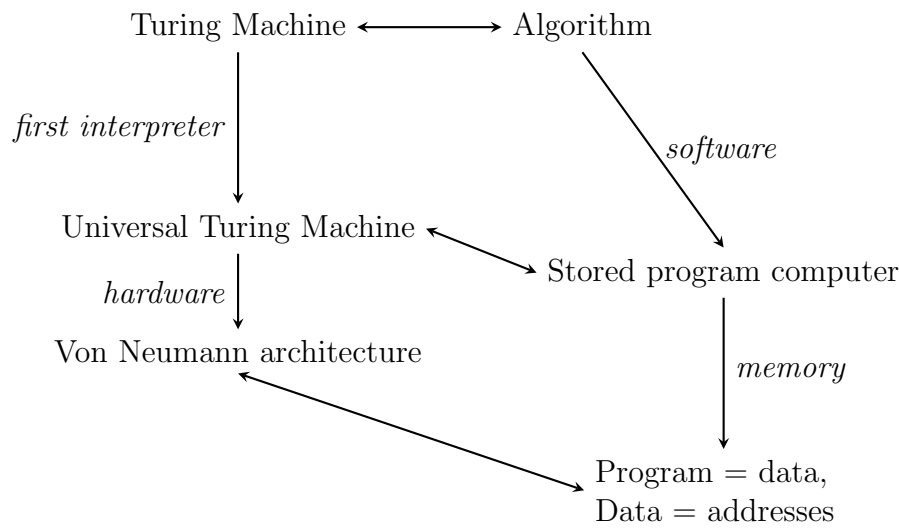 Turing Machine
Algorithm
first interpreter
software
Universal Turing Machine
Stored program computer
hardware
Von Neumann architecture
memory
Program = data,
Data = addresses